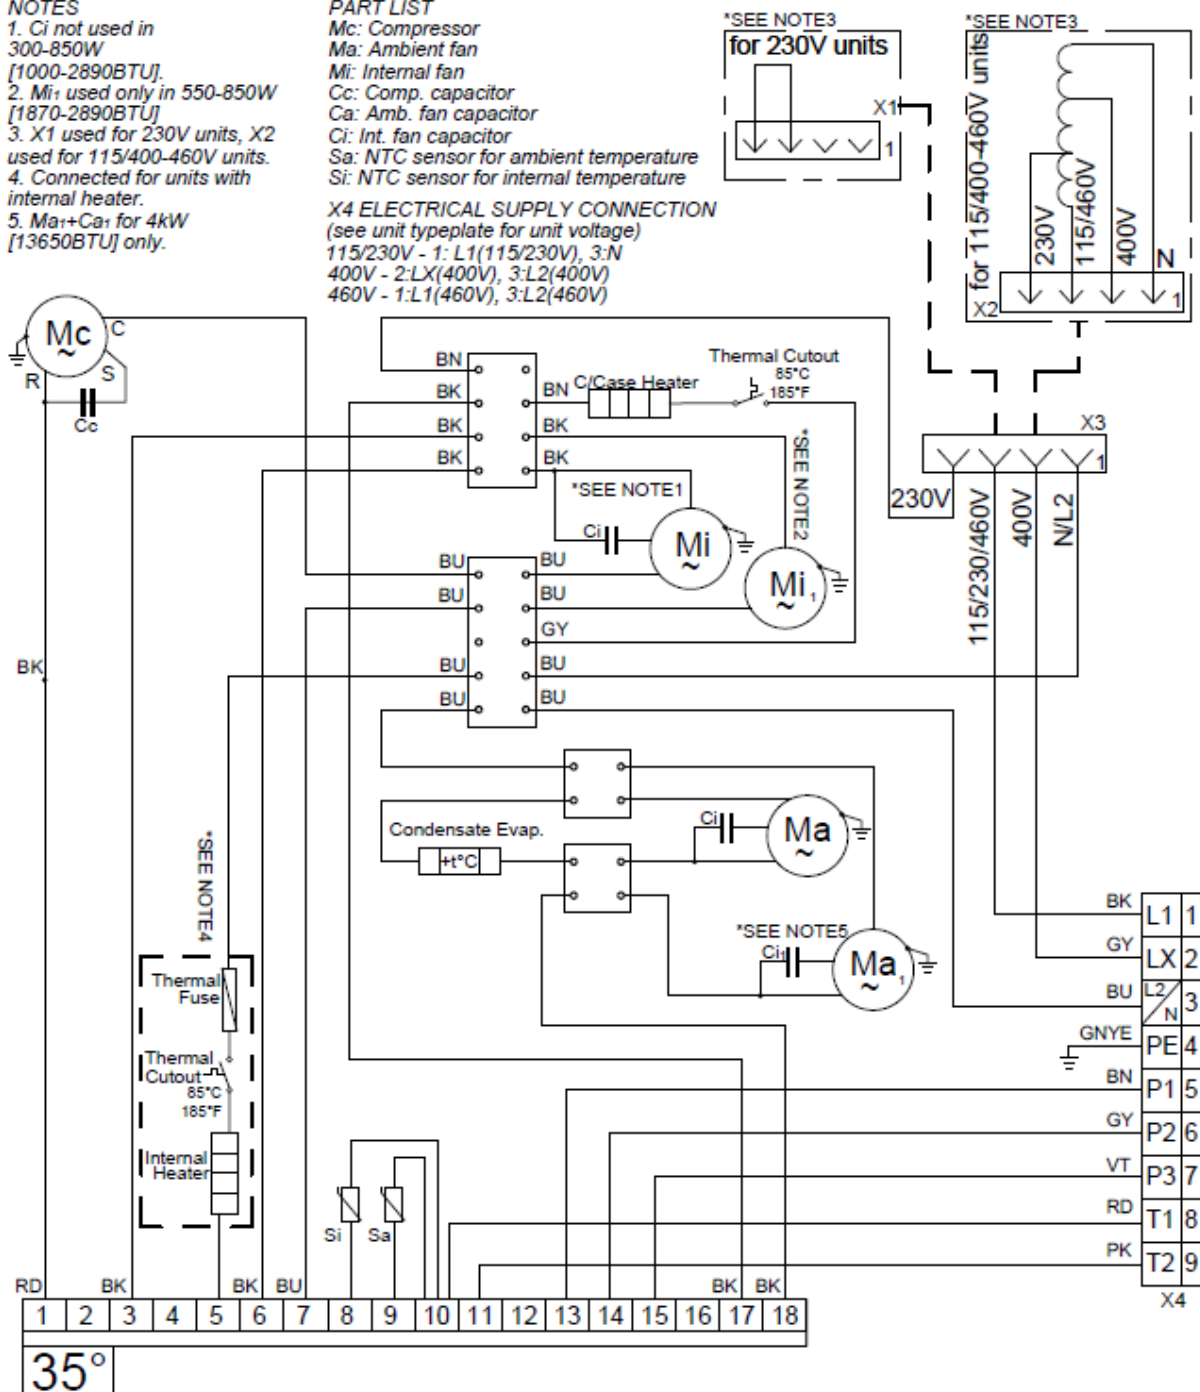 NOTES
1. Ci not used in
300-850W
[1000-2890BTU].
2. Mi₁ used only in 550-850W
[1870-2890BTU]
3. X1 used for 230V units, X2
used for 115/400-460V units.
4. Connected for units with
internal heater.
5. Ma₁+Ca₁ for 4kW
[13650BTU] only.
PART LIST
Mc: Compressor
Ma: Ambient fan
Mi: Internal fan
Cc: Comp. capacitor
Ca: Amb. fan capacitor
Ci: Int. fan capacitor
Sa: NTC sensor for ambient temperature
Si: NTC sensor for internal temperature
X4 ELECTRICAL SUPPLY CONNECTION
(see unit typeplate for unit voltage)
115/230V - 1: L1(115/230V), 3:N
400V - 2:LX(400V), 3:L2(400V)
460V - 1:L1(460V), 3:L2(460V)
*SEE NOTE3
for 230V units
X1
1
*SEE NOTE3
for 115/400-460V units
230V
115/460V
400V
N
X2
1
Mc
~
C
R
S
Cc
BN
BK
BK
BK
BN
C/Case Heater
Thermal Cutout
85°C
185°F
BK
BK
*SEE NOTE1
*SEE NOTE2
Ci
Mi
~
Mi₁
~
X3
1
230V
115/230/460V
400V
N/L2
BU
BU
BU
BU
BU
BU
GY
BU
BU
BK
Condensate Evap.
+t°C
Ci
Ma
~
*SEE NOTE5
Ci₁
Ma₁
~
*SEE NOTE4
Thermal
Fuse
Thermal
Cutout
85°C
185°F
Internal
Heater
Si
Sa
BK L1 1
GY LX 2
BU L2/N 3
GNYE PE 4
BN P1 5
GY P2 6
VT P3 7
RD T1 8
PK T2 9
X4
RD BK BK BU BK BK
1 2 3 4 5 6 7 8 9 10 11 12 13 14 15 16 17 18
35°